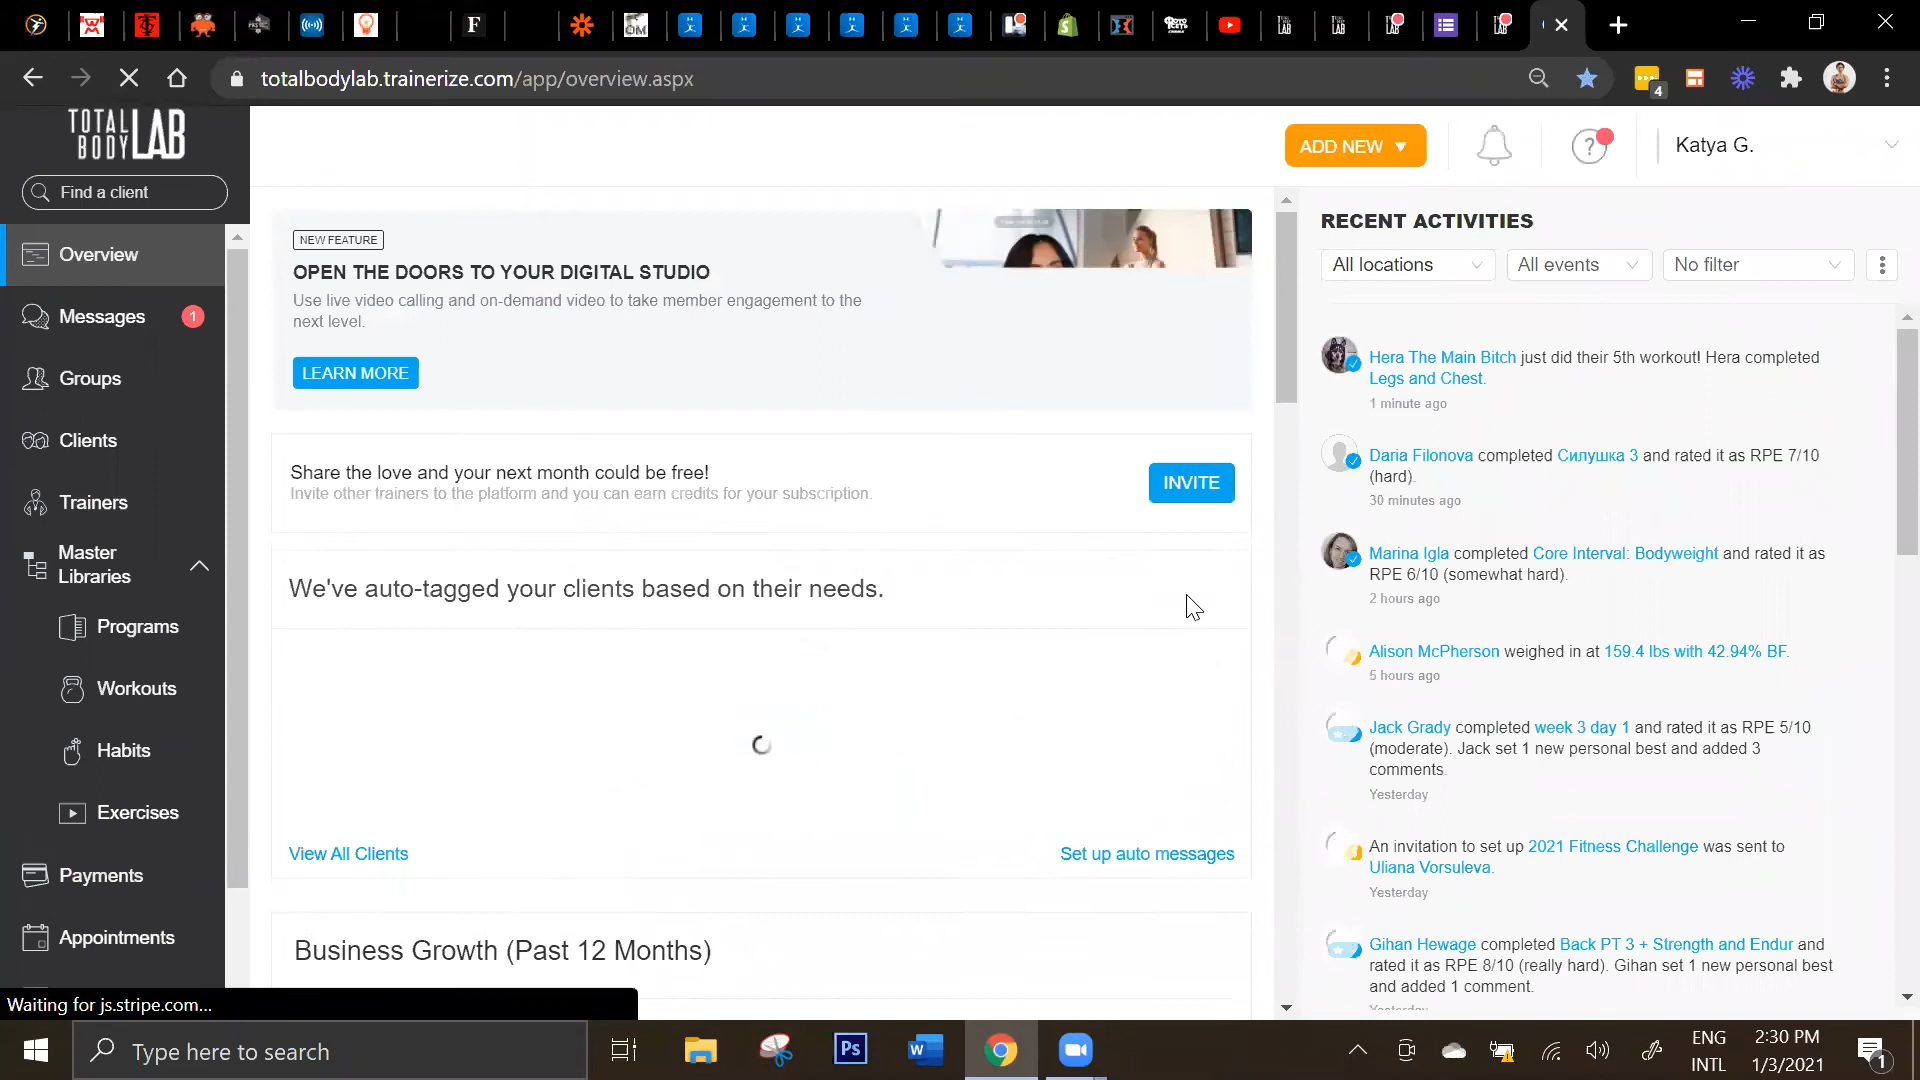 F
OM
LAB
LAB
LAB
LAB
totalbodylab.trainerize.com/app/overview.aspx
4
TOTAL
BODY LAB
Find a client
ADD NEW
?
Katya G.
Overview
Messages
1
Groups
Clients
Trainers
Master
Libraries
Programs
Workouts
Habits
Exercises
Payments
Appointments
NEW FEATURE
OPEN THE DOORS TO YOUR DIGITAL STUDIO
Use live video calling and on-demand video to take member engagement to the
next level.
LEARN MORE
Share the love and your next month could be free!
Invite other trainers to the platform and you can earn credits for your subscription.
INVITE
We've auto-tagged your clients based on their needs.
View All Clients
Set up auto messages
Business Growth (Past 12 Months)
RECENT ACTIVITIES
All locations
All events
No filter
Hera The Main Bitch just did their 5th workout! Hera completed
Legs and Chest.
1 minute ago
Daria Filonova completed Силушка 3 and rated it as RPE 7/10
(hard).
30 minutes ago
Marina Igla completed Core Interval: Bodyweight and rated it as
RPE 6/10 (somewhat hard).
2 hours ago
Alison McPherson weighed in at 159.4 lbs with 42.94% BF.
5 hours ago
Jack Grady completed week 3 day 1 and rated it as RPE 5/10
(moderate). Jack set 1 new personal best and added 3
comments.
Yesterday
An invitation to set up 2021 Fitness Challenge was sent to
Uliana Vorsuleva.
Yesterday
Gihan Hewage completed Back PT 3 + Strength and Endur and
rated it as RPE 8/10 (really hard). Gihan set 1 new personal best
and added 1 comment.
Yesterday
Waiting for js.stripe.com...
Type here to search
Ps
W
ENG
INTL
2:30 PM
1/3/2021
1